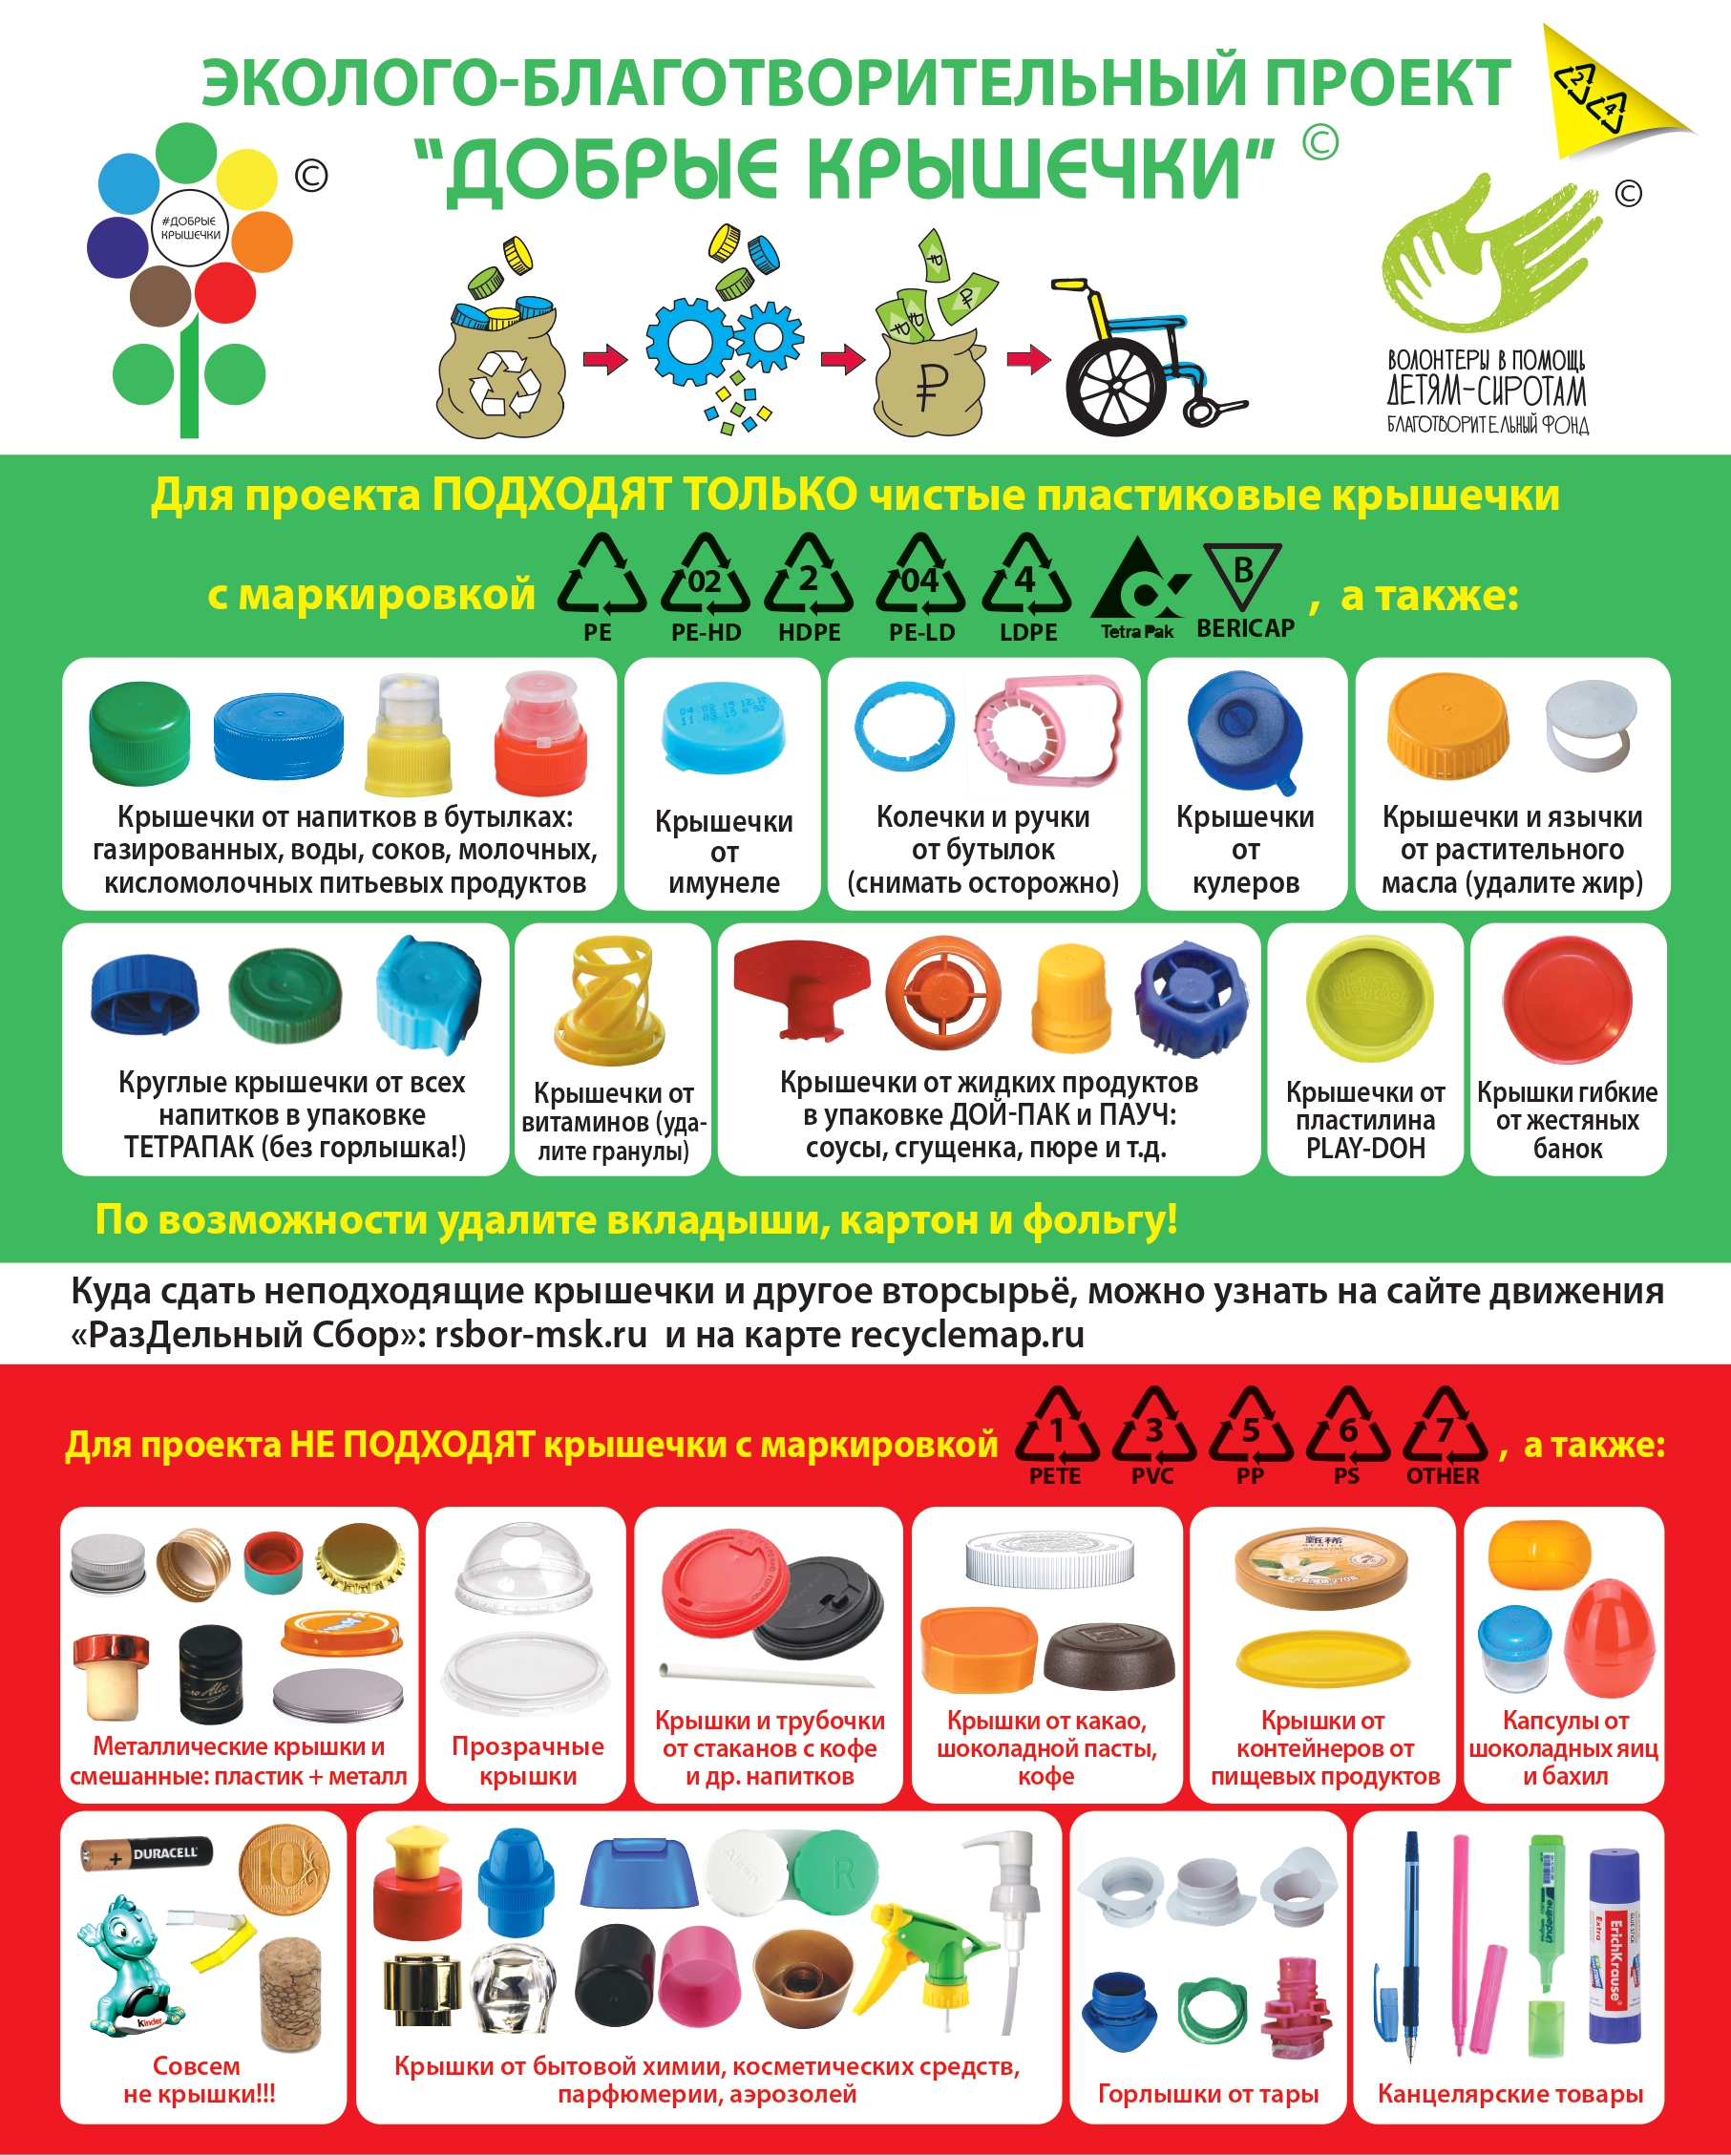 ЭКОЛОГО-БЛАГОТВОРИТЕЛЬНЫЙ ПРОЕКТ
"ДОБРЫЕ КРЫШЕЧКИ" ©
2 4
#ДОБРЫЕ
КРЫШЕЧКИ
©
₽
₽
©
ВОЛОНТЕРЫ В ПОМОЩЬ
ДЕТЯМ-СИРОТАМ
БЛАГОТВОРИТЕЛЬНЫЙ ФОНД
Для проекта ПОДХОДЯТ ТОЛЬКО чистые пластиковые крышечки
с маркировкой 02 2 04 4 B , а также:
PE PE-HD HDPE PE-LD LDPE Tetra Pak BERICAP
Крышечки от напитков в бутылках:
газированных, воды, соков, молочных,
кисломолочных питьевых продуктов
Крышечки
от
имунеле
Колечки и ручки
от бутылок
(снимать осторожно)
Крышечки
от
кулеров
Крышечки и язычки
от растительного
масла (удалите жир)
Круглые крышечки от всех
напитков в упаковке
ТЕТРАПАК (без горлышка!)
Крышечки от
витаминов (уда-
лите гранулы)
Крышечки от жидких продуктов
в упаковке ДОЙ-ПАК и ПАУЧ:
соусы, сгущенка, пюре и т.д.
Крышечки от
пластилина
PLAY-DOH
Крышки гибкие
от жестяных
банок
По возможности удалите вкладыши, картон и фольгу!
Куда сдать неподходящие крышечки и другое вторсырьё, можно узнать на сайте движения
«РазДельный Сбор»: rsbor-msk.ru и на карте recyclemap.ru
Для проекта НЕ ПОДХОДЯТ крышечки с маркировкой 1 3 5 6 7 , а также:
PETE PVC PP PS OTHER
Металлические крышки и
смешанные: пластик + металл
Прозрачные
крышки
Крышки и трубочки
от стаканов с кофе
и др. напитков
Крышки от какао,
шоколадной пасты,
кофе
Крышки от
контейнеров от
пищевых продуктов
Капсулы от
шоколадных яиц
и бахил
DURACELL
10
Kinder
Совсем
не крышки!!!
R
Крышки от бытовой химии, косметических средств,
парфюмерии, аэрозолей
Горлышки от тары
underline
ErichKrause
Extra
Канцелярские товары